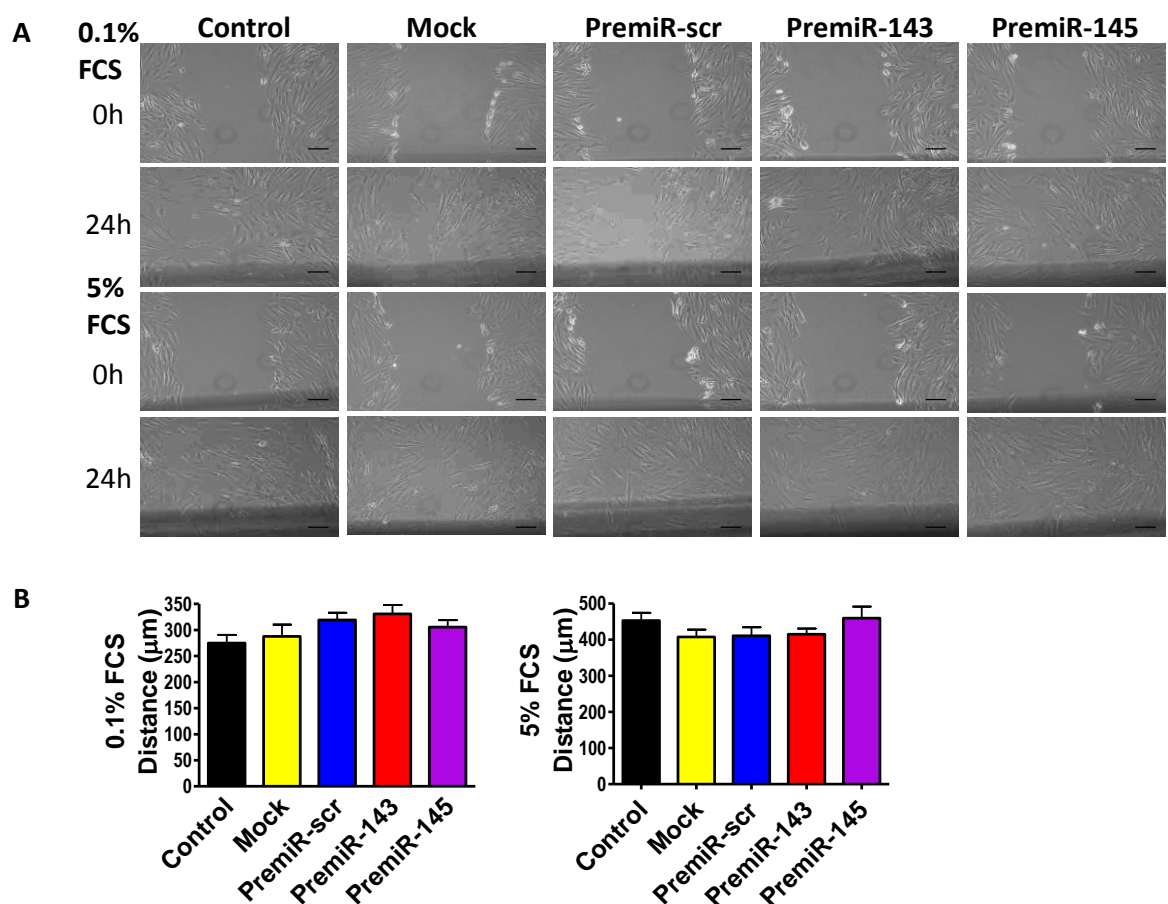 A
0.1%
FCS
Control
Mock
PremiR-scr
PremiR-143
PremiR-145
0h
24h
5%
FCS
0h
24h
B
0.1% FCS
Distance (μm)
350
300
250
200
150
100
50
0
Control
Mock
PremiR-scr
PremiR-143
PremiR-145
5% FCS
Distance (μm)
500
400
300
200
100
0
Control
Mock
PremiR-scr
PremiR-143
PremiR-145